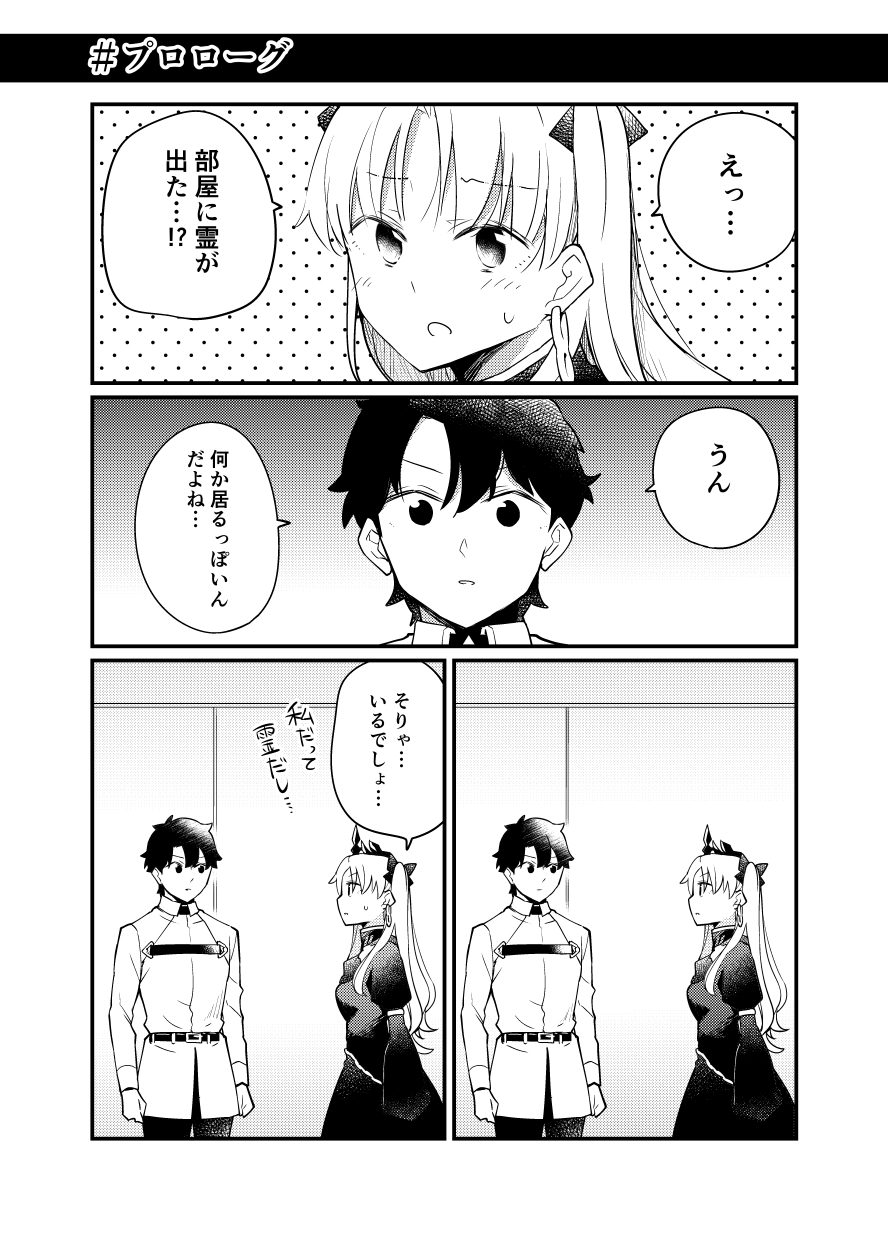 #プロローグ
えっ…
部屋に霊が
出た…!?
うん
何か居るっぽいん
だよね…
そりゃ…
いるでしょ…
私だって
霊だし…